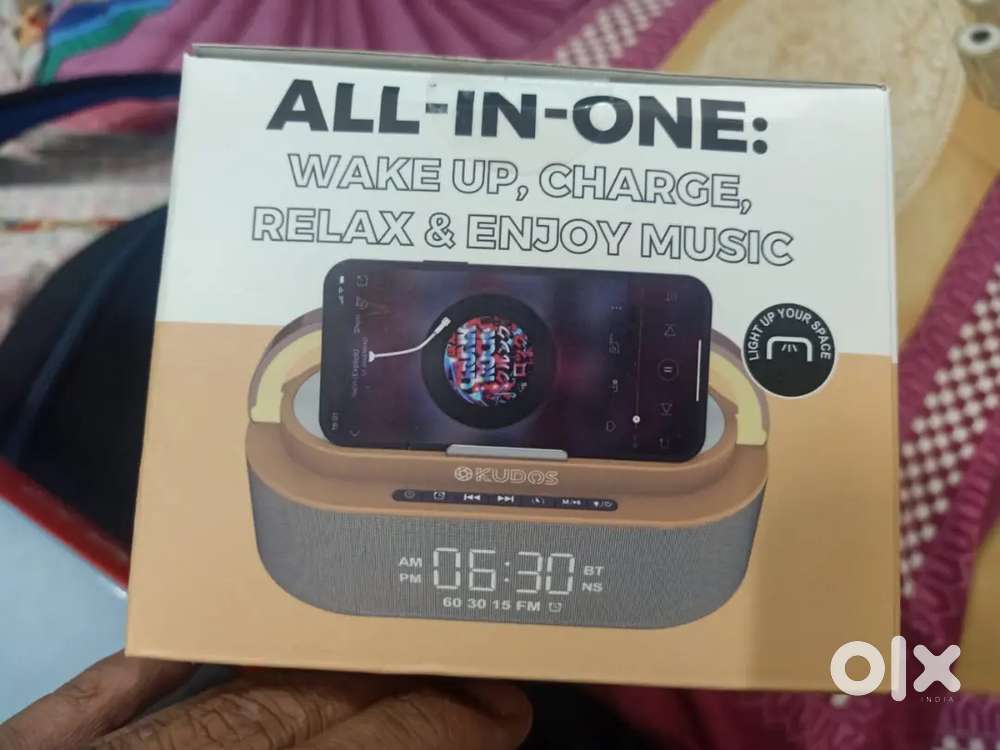 ALL-IN-ONE:
WAKE UP, CHARGE,
RELAX & ENJOY MUSIC
LIGHT UP YOUR SPACE
KUDOS
M/
AM
PM
06:30
BT
NS
60 30 15 FM
olx
INDIA